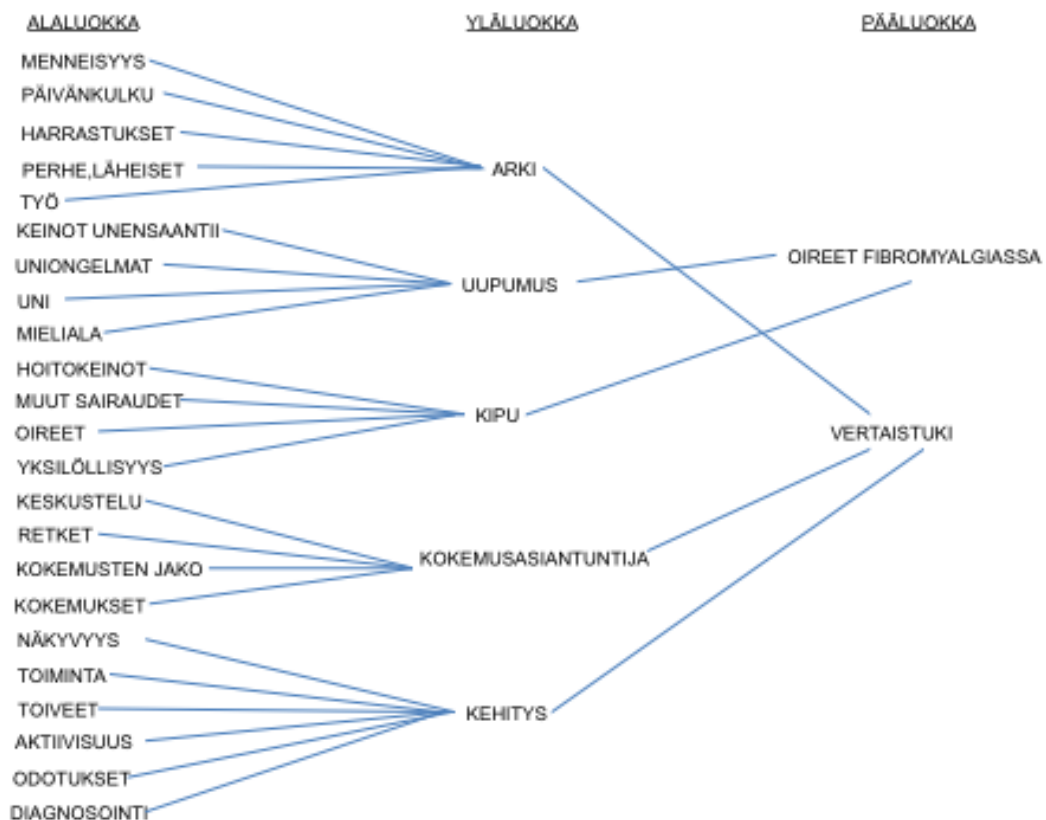 ALALUOKKA YLÄLUOKKA PÄÄLUOKKA
MENNEISYYS
PÄIVÄNKULKU
HARRASTUKSET
PERHE,LÄHEISET
ARKI
TYÖ
KEINOT UNENSAANTII
UNIONGELMAT
OIREET FIBROMYALGIASSA
UUPUMUS
UNI
MIELIALA
HOITOKEINOT
MUUT SAIRAUDET
KIPU
OIREET
VERTAISTUKI
YKSILÖLLISYYS
KESKUSTELU
RETKET
KOKEMUSASIANTUNTIJA
KOKEMUSTEN JAKO
KOKEMUKSET
NÄKYVYYS
TOIMINTA
TOIVEET
KEHITYS
AKTIIVISUUS
ODOTUKSET
DIAGNOSOINTI